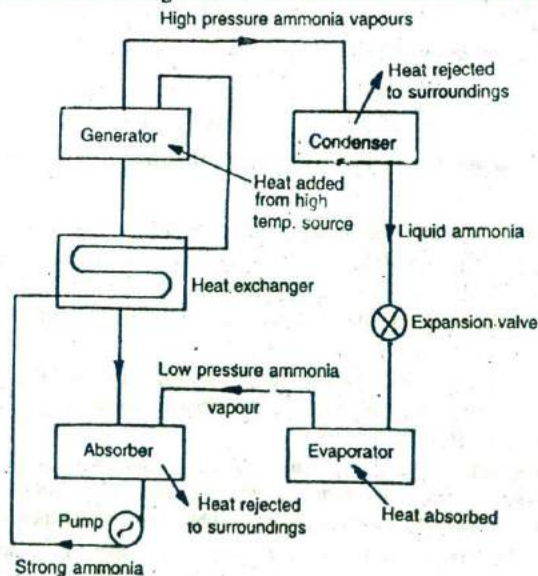 High pressure ammonia vapours
Heat rejected
to surroundings
Generator
Condenser
Heat added
from high
temp. source
Liquid ammonia
Heat exchanger
Expansion valve
Low pressure ammonia
vapour
Absorber
Evaporator
Heat rejected
to surroundings
Heat absorbed
Pump
Strong ammonia